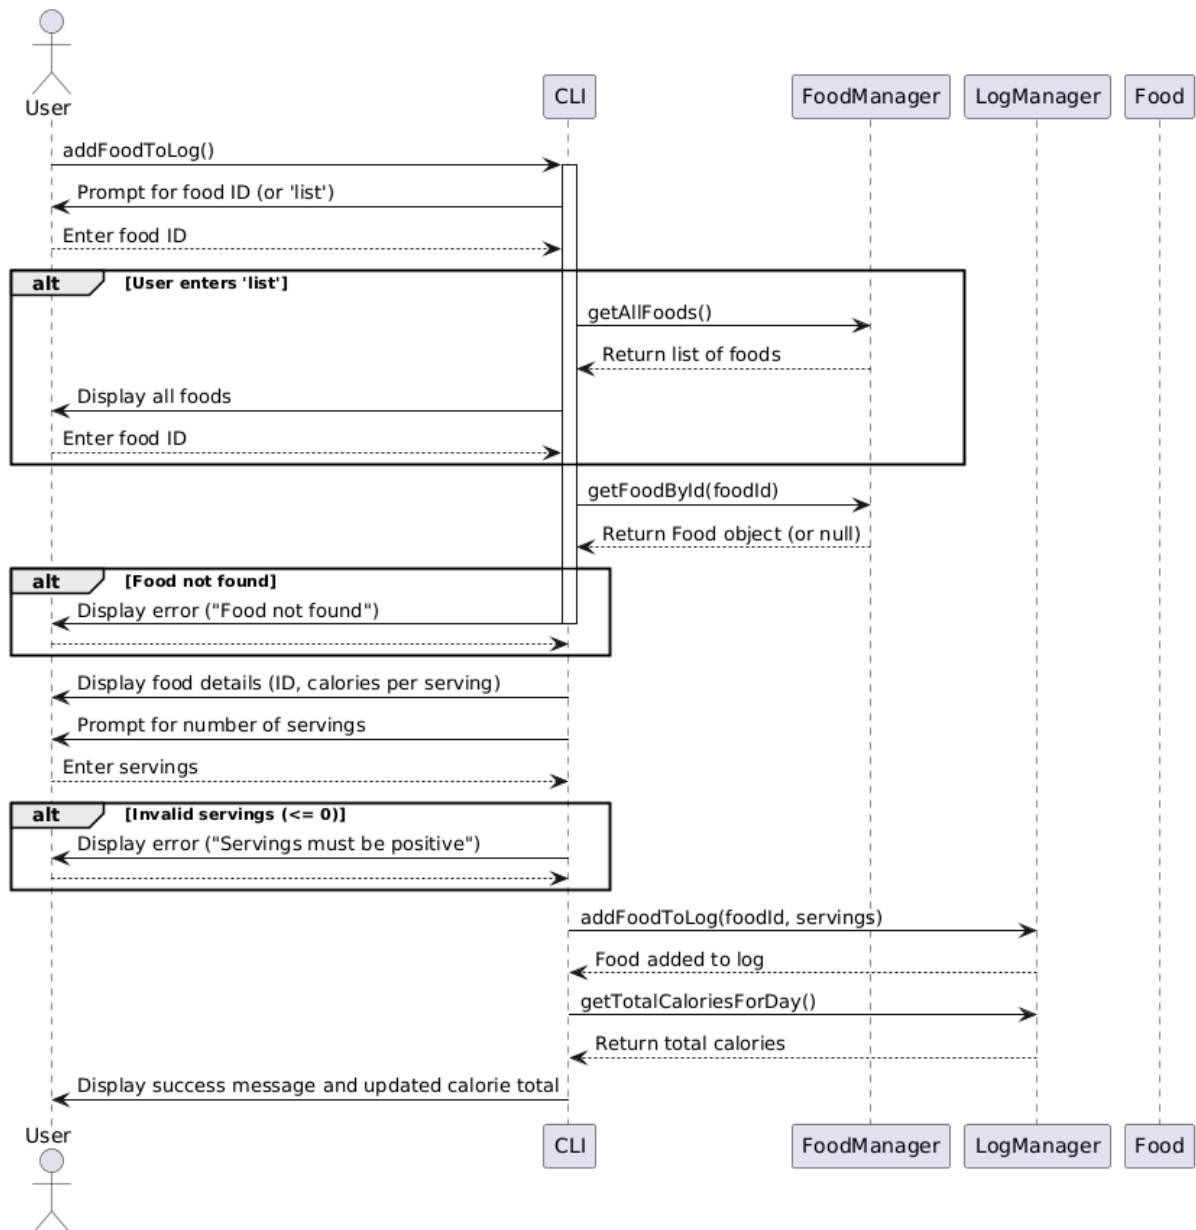 User
CLI
FoodManager
LogManager
Food
addFoodToLog()
Prompt for food ID (or 'list')
Enter food ID
alt
[User enters 'list']
getAllFoods()
Return list of foods
Display all foods
Enter food ID
getFoodById(foodId)
Return Food object (or null)
alt
[Food not found]
Display error ("Food not found")
Display food details (ID, calories per serving)
Prompt for number of servings
Enter servings
alt
[Invalid servings (<= 0)]
Display error ("Servings must be positive")
addFoodToLog(foodId, servings)
Food added to log
getTotalCaloriesForDay()
Return total calories
Display success message and updated calorie total
User
CLI
FoodManager
LogManager
Food